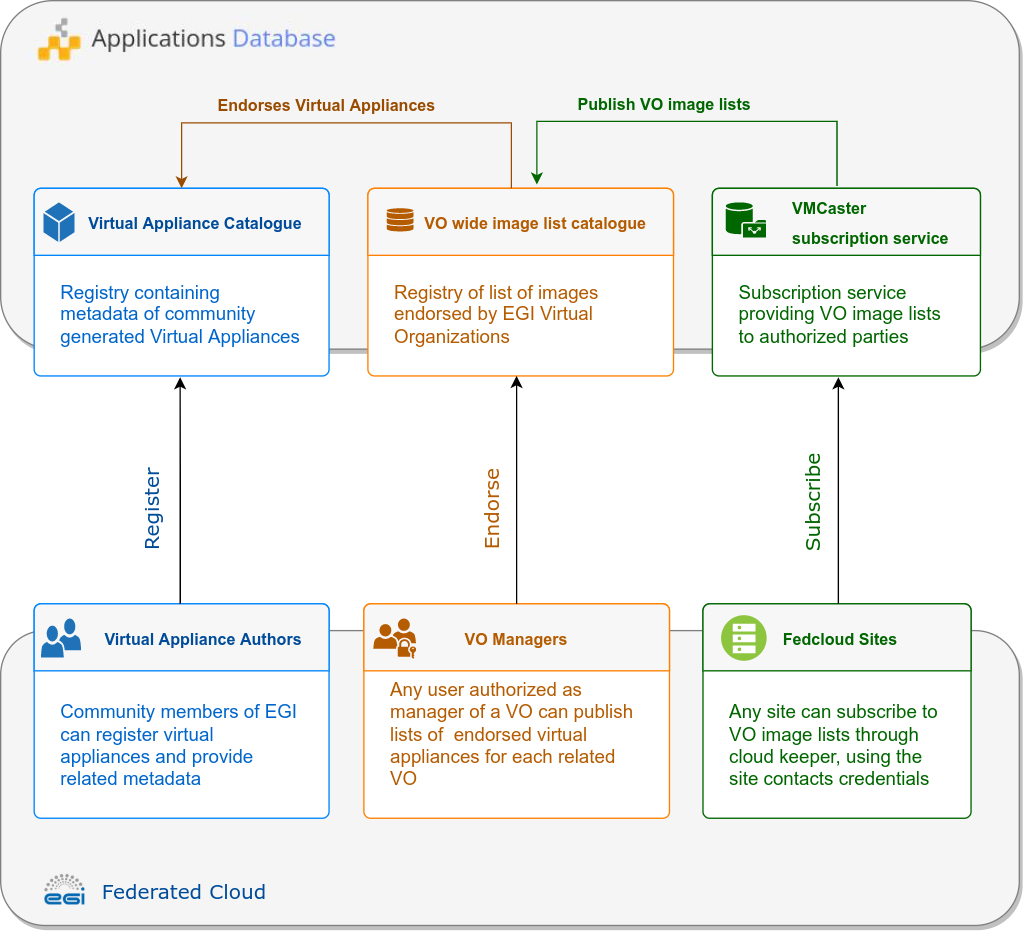 Applications Database
Endorses Virtual Appliances
Publish VO image lists
Virtual Appliance Catalogue
Registry containing
metadata of community
generated Virtual Appliances
VO wide image list catalogue
Registry of list of images
endorsed by EGI Virtual
Organizations
VMCaster
subscription service
Subscription service
providing VO image lists
to authorized parties
Register
Endorse
Subscribe
Virtual Appliance Authors
Community members of EGI
can register virtual
appliances and provide
related metadata
VO Managers
Any user authorized as
manager of a VO can publish
lists of  endorsed virtual
appliances for each related
VO
Fedcloud Sites
Any site can subscribe to
VO image lists through
cloud keeper, using the
site contacts credentials
eGi
Federated Cloud